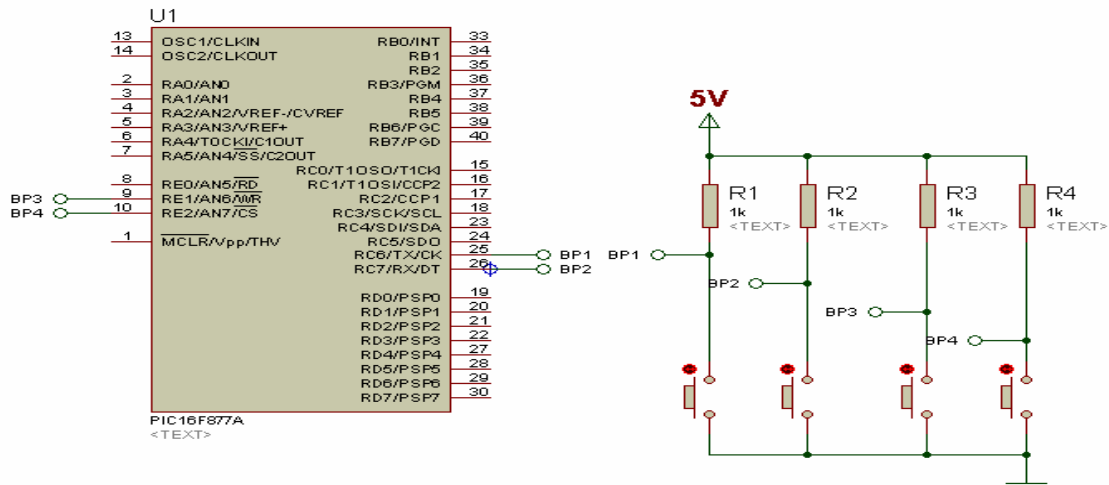 U1
13 OSC1/CLKIN RB0/INT 33
14 OSC2/CLKOUT RB1 34
RB2 35
2 RA0/AN0 RB3/PGM 36
3 RA1/AN1 RB4 37
4 RA2/AN2/VREF-/CVREF RB5 38
5 RA3/AN3/VREF+ RB6/PGC 39
6 RA4/T0CKI/C1OUT RB7/PGD 40
7 RA5/AN4/SS/C2OUT
RC0/T1OSO/T1CKI 15
8 RE0/AN5/RD RC1/T1OSI/CCP2 16
BP3 9 RE1/AN6/WR RC2/CCP1 17
BP4 10 RE2/AN7/CS RC3/SCK/SCL 18
RC4/SDI/SDA 23
1 MCLR/Vpp/THV RC5/SDO 24
RC6/TX/CK 25 BP1
RC7/RX/DT 26 BP2
RD0/PSP0 19
RD1/PSP1 20
RD2/PSP2 21
RD3/PSP3 22
RD4/PSP4 27
RD5/PSP5 28
RD6/PSP6 29
RD7/PSP7 30
PIC16F877A
<TEXT>
5V
R1 R2 R3 R4
1k 1k 1k 1k
<TEXT> <TEXT> <TEXT> <TEXT>
BP1
BP2
BP3
BP4